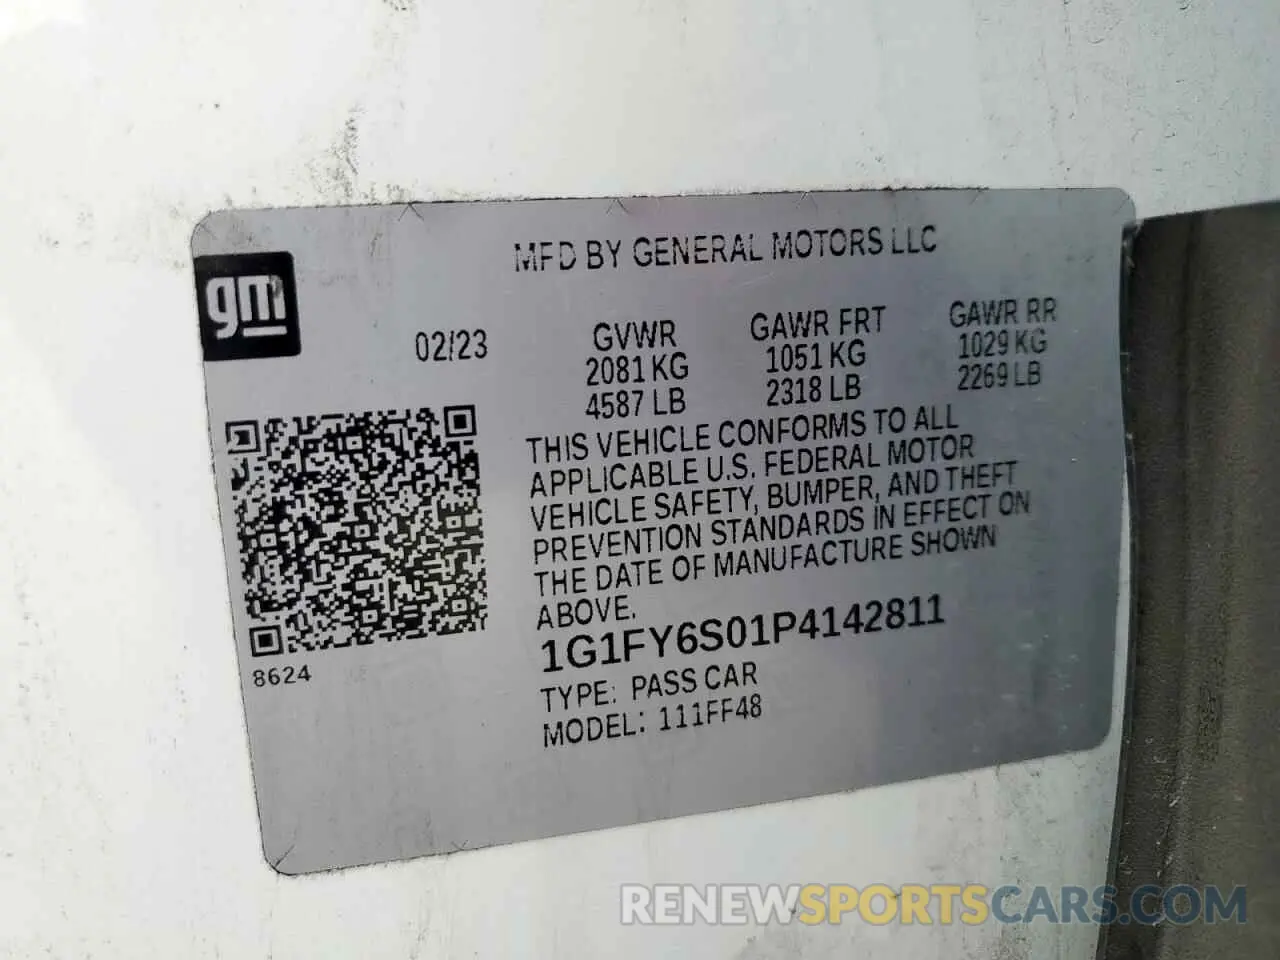 MFD BY GENERAL MOTORS LLC
gm
02/23
GVWR
2081 KG
4587 LB
GAWR FRT
1051 KG
2318 LB
GAWR RR
1029 KG
2269 LB
THIS VEHICLE CONFORMS TO ALL
APPLICABLE U.S. FEDERAL MOTOR
VEHICLE SAFETY, BUMPER, AND THEFT
PREVENTION STANDARDS IN EFFECT ON
THE DATE OF MANUFACTURE SHOWN
ABOVE.
1G1FY6S01P4142811
TYPE: PASS CAR
MODEL: 111FF48
8624
RENEWSPORTSCARS.COM